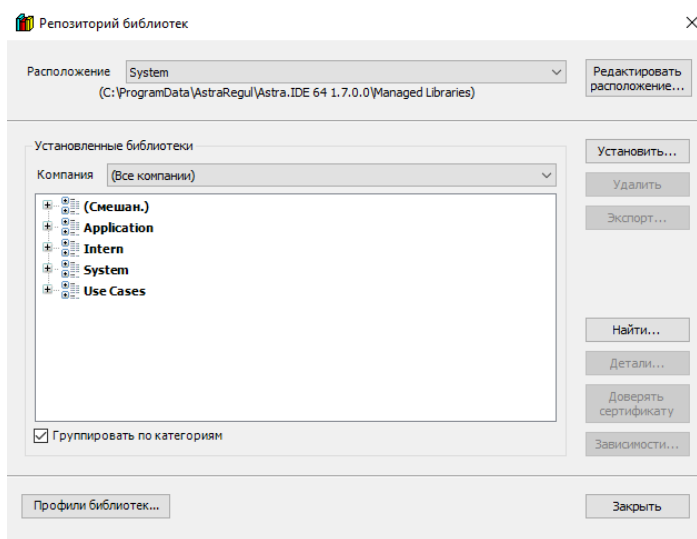 Репозиторий библиотек
Расположение System
(C:\ProgramData\AstraRegul\Astra.IDE 64 1.7.0.0\Managed Libraries)
Редактировать
расположение...
Установленные библиотеки
Компания (Все компании)
(Смешан.)
Application
Intern
System
Use Cases
Группировать по категориям
Установить...
Удалить
Экспорт...
Найти...
Детали...
Доверять
сертификату
Зависимости...
Профили библиотек...
Закрыть